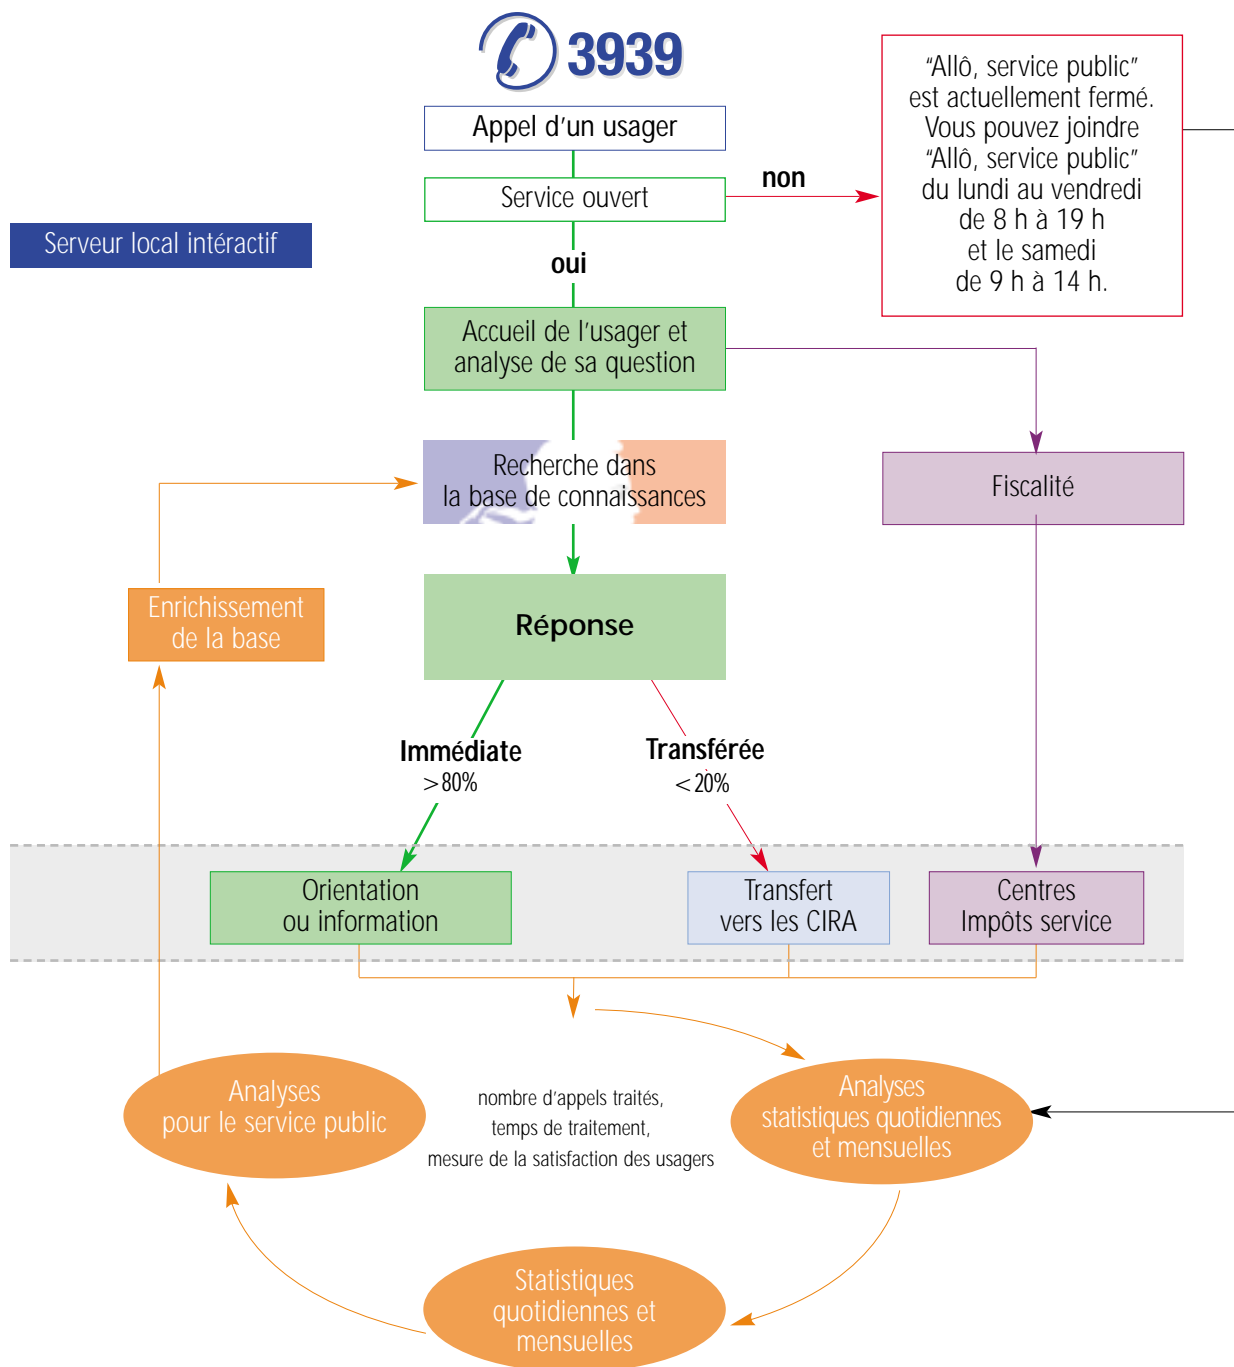 3939
Appel d'un usager
Service ouvert
non
"Allô, service public"
est actuellement fermé.
Vous pouvez joindre
"Allô, service public"
du lundi au vendredi
de 8 h à 19 h
et le samedi
de 9 h à 14 h.
Serveur local intéractif
oui
Accueil de l'usager et
analyse de sa question
Recherche dans
la base de connaissances
Fiscalité
Enrichissement
de la base
Réponse
Immédiate
>80%
Transférée
<20%
Orientation
ou information
Transfert
vers les CIRA
Centres
Impôts service
Analyses
pour le service public
nombre d'appels traités,
temps de traitement,
mesure de la satisfaction des usagers
Analyses
statistiques quotidiennes
et mensuelles
Statistiques
quotidiennes et
mensuelles